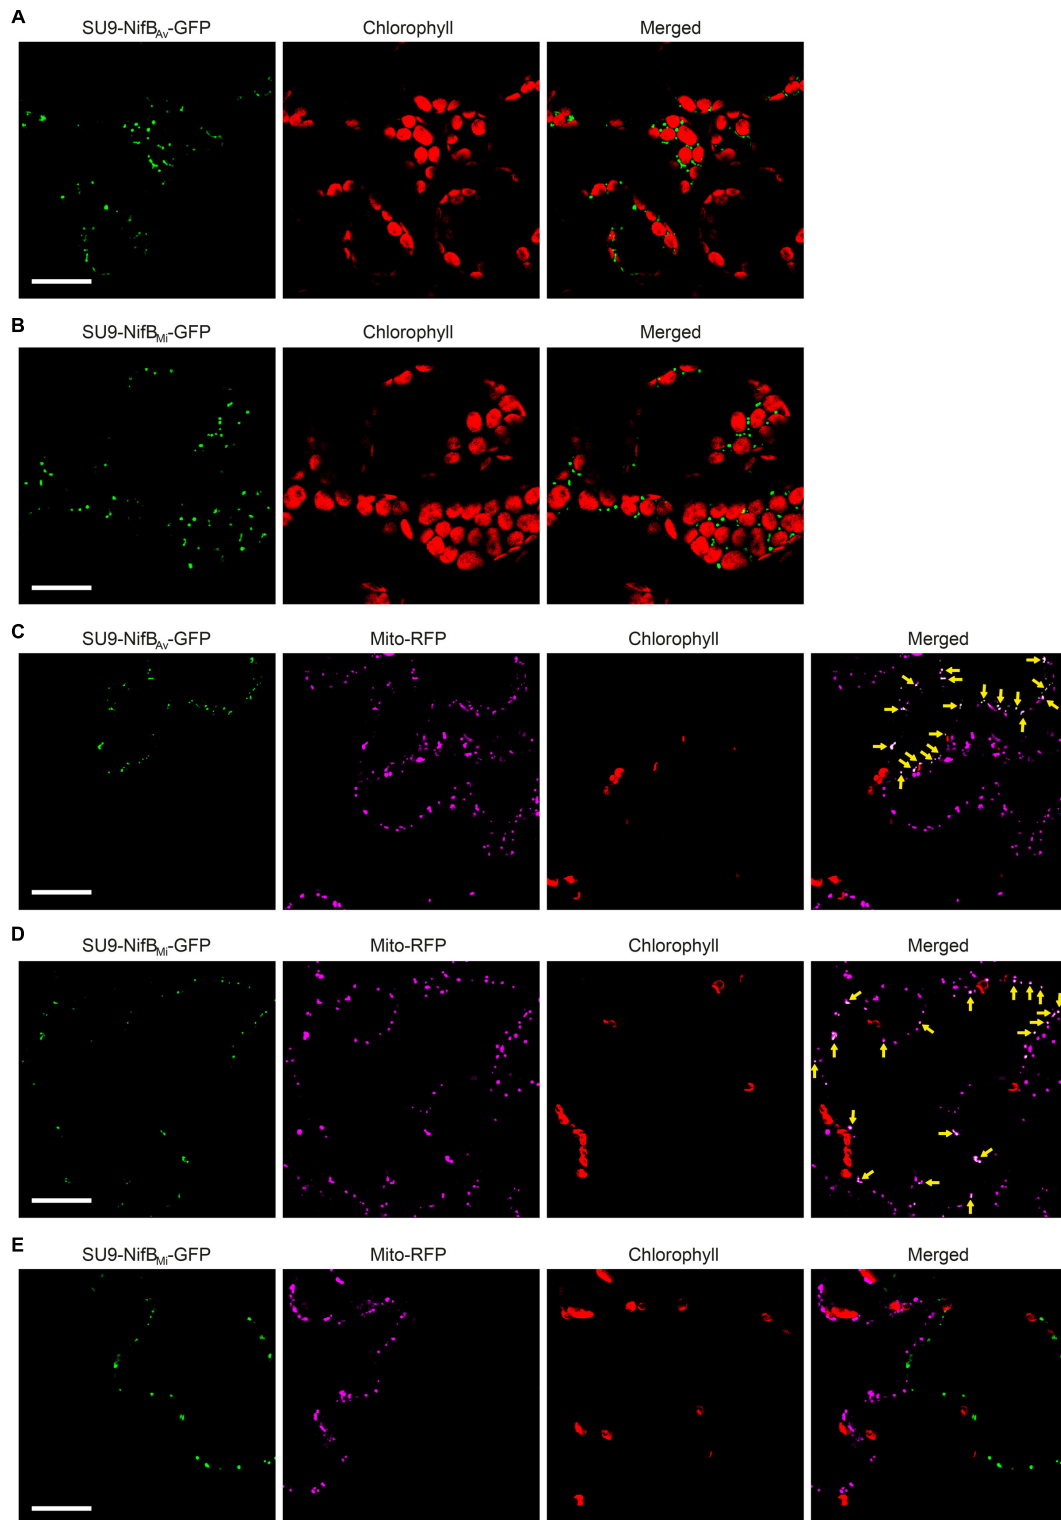 A
SU9-NifBAv-GFP Chlorophyll Merged
B
SU9-NifBMi-GFP Chlorophyll Merged
C
SU9-NifBAv-GFP Mito-RFP Chlorophyll Merged
D
SU9-NifBMi-GFP Mito-RFP Chlorophyll Merged
E
SU9-NifBMi-GFP Mito-RFP Chlorophyll Merged